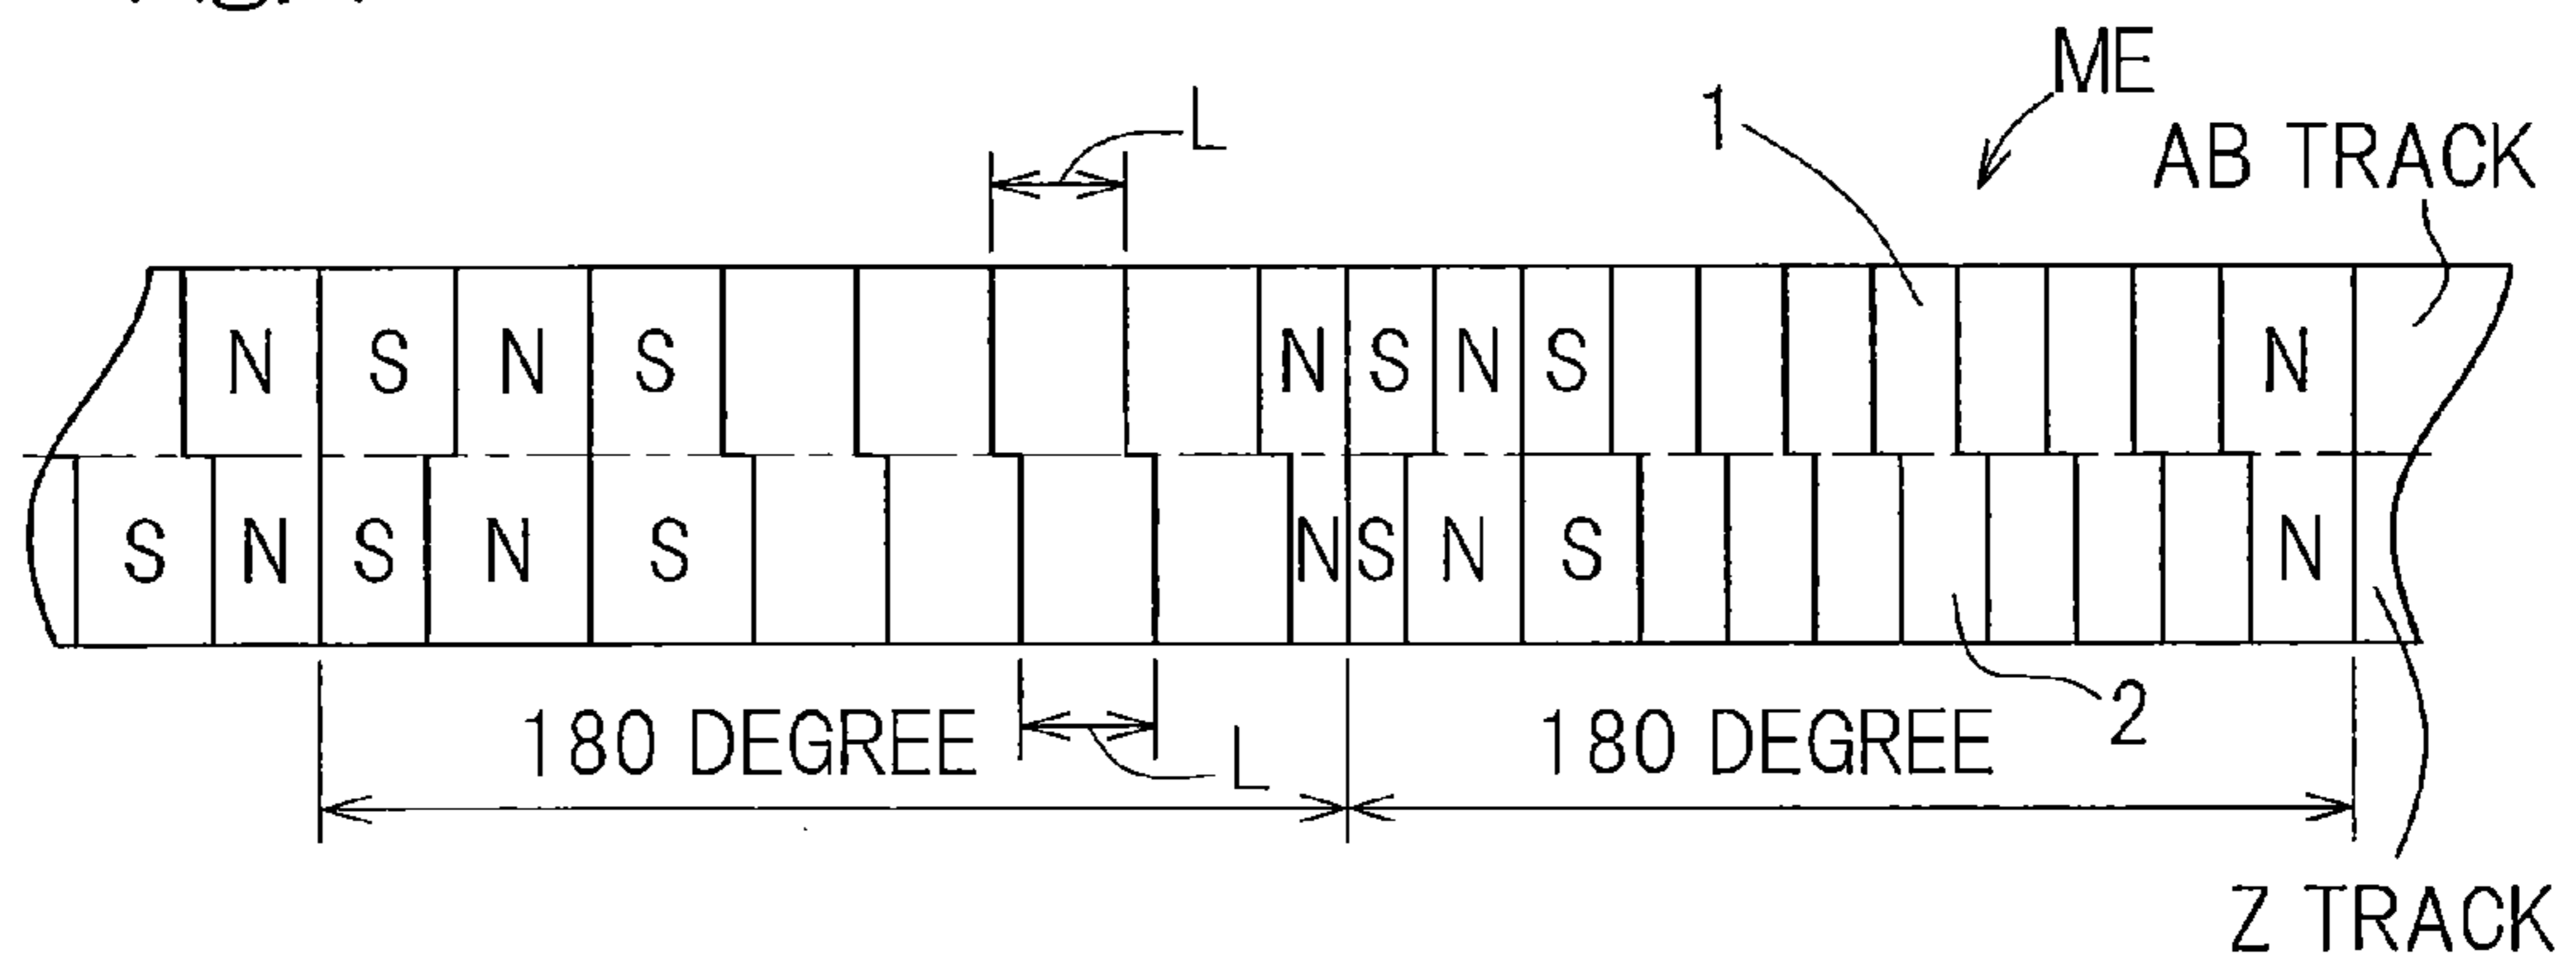 ME
L
1
AB TRACK
N S N S N S N S N
S N S N S N S N S N
180 DEGREE
L
180 DEGREE
2
Z TRACK